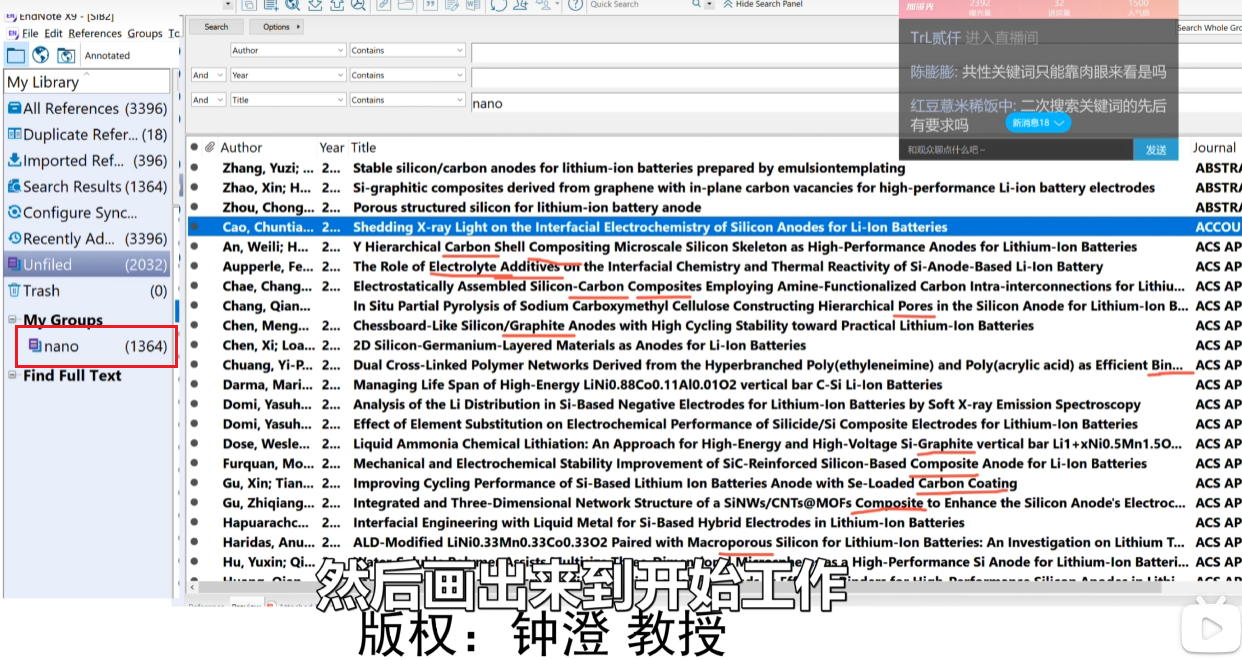 EndNote X9 - [SIB2]
File Edit References Groups
Quick Search
Hide Search Panel
Annotated
Search
Options
Search Whole
My Library
All References (3396)
Duplicate Refer... (18)
Imported Ref... (396)
Search Results (1364)
Configure Sync...
Recently Ad... (3396)
Unfiled (2032)
Trash (0)
My Groups
nano (1364)
Find Full Text
Author Contains
And Year Contains
And Title Contains nano
2392 32 1500
TrL贰仟 进入直播间
陈膨膨: 共性关键词只能靠肉眼来看是吗
红豆薏米稀饭中: 二次搜索关键词的先后
有要求吗
新消息18
和观众聊点什么吧~
发送
Author Year Title Journal
Zhang, Yuzi; ... 2... Stable silicon/carbon anodes for lithium-ion batteries prepared by emulsiontemplating ABSTRA
Zhao, Xin; H... 2... Si-graphitic composites derived from graphene with in-plane carbon vacancies for high-performance Li-ion battery electrodes ABSTRA
Zhou, Chong... 2... Porous structured silicon for lithium-ion battery anode ABSTRA
Cao, Chuntia... 2... Shedding X-ray Light on the Interfacial Electrochemistry of Silicon Anodes for Li-Ion Batteries ACCOU
An, Weili; H... 2... Y Hierarchical Carbon Shell Compositing Microscale Silicon Skeleton as High-Performance Anodes for Lithium-Ion Batteries ACS AP
Aupperle, Fe... 2... The Role of Electrolyte Additives on the Interfacial Chemistry and Thermal Reactivity of Si-Anode-Based Li-Ion Battery ACS AP
Chae, Chang... 2... Electrostatically Assembled Silicon-Carbon Composites Employing Amine-Functionalized Carbon Intra-interconnections for Lithiu... ACS AP
Chang, Qian... 2... In Situ Partial Pyrolysis of Sodium Carboxymethyl Cellulose Constructing Hierarchical Pores in the Silicon Anode for Lithium-Ion B... ACS AP
Chen, Meng... 2... Chessboard-Like Silicon/Graphite Anodes with High Cycling Stability toward Practical Lithium-Ion Batteries ACS AP
Chen, Xi; Loa... 2... 2D Silicon-Germanium-Layered Materials as Anodes for Li-Ion Batteries ACS AP
Chuang, Yi-P... 2... Dual Cross-Linked Polymer Networks Derived from the Hyperbranched Poly(ethyleneimine) and Poly(acrylic acid) as Efficient Bin... ACS AP
Darma, Mari... 2... Managing Life Span of High-Energy LiNi0.88Co0.11Al0.01O2 vertical bar C-Si Li-Ion Batteries ACS AP
Domi, Yasuh... 2... Analysis of the Li Distribution in Si-Based Negative Electrodes for Lithium-Ion Batteries by Soft X-ray Emission Spectroscopy ACS AP
Domi, Yasuh... 2... Effect of Element Substitution on Electrochemical Performance of Silicide/Si Composite Electrodes for Lithium-Ion Batteries ACS AP
Dose, Wesle... 2... Liquid Ammonia Chemical Lithiation: An Approach for High-Energy and High-Voltage Si-Graphite vertical bar Li1+xNi0.5Mn1.5O... ACS AP
Furquan, Mo... 2... Mechanical and Electrochemical Stability Improvement of SiC-Reinforced Silicon-Based Composite Anode for Li-Ion Batteries ACS AP
Gu, Xin; Tian... 2... Improving Cycling Performance of Si-Based Lithium Ion Batteries Anode with Se-Loaded Carbon Coating ACS AP
Gu, Zhiqiang... 2... Integrated and Three-Dimensional Network Structure of a SiNWs/CNTs@MOFs Composite to Enhance the Silicon Anode's Electroc... ACS AP
Hapuarachc... 2... Interfacial Engineering with Liquid Metal for Si-Based Hybrid Electrodes in Lithium-Ion Batteries ACS AP
Haridas, Anu... 2... ALD-Modified LiNi0.33Mn0.33Co0.33O2 Paired with Macroporous Silicon for Lithium-Ion Batteries: An Investigation on Lithium T... ACS AP
Hu, Yuxin; Qi... as a High-Performance Si Anode for Lithium-Ion Batteri... ACS AP
然后画出来到开始工作
版权：钟澄 教授